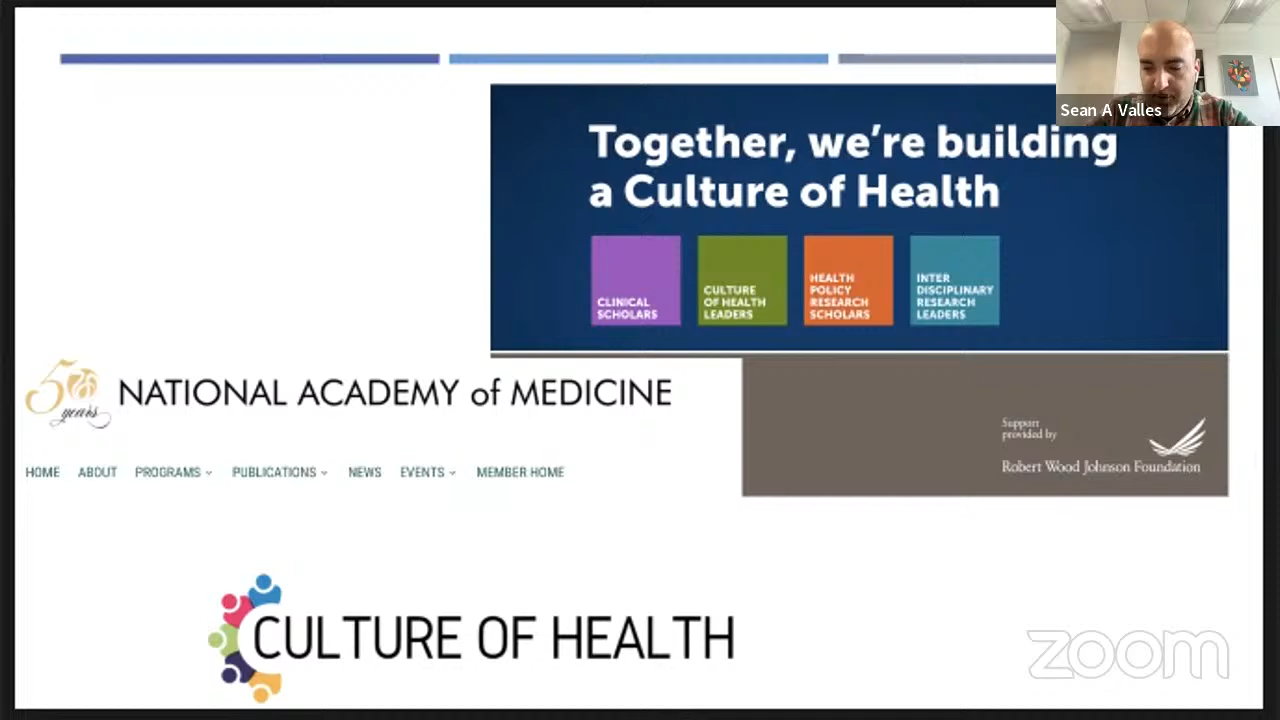 Sean A Valles
Together, we're building
a Culture of Health
CLINICAL
SCHOLARS
CULTURE
OF HEALTH
LEADERS
HEALTH
POLICY
RESEARCH
SCHOLARS
INTER
DISCIPLINARY
RESEARCH
LEADERS
50 years
NATIONAL ACADEMY of MEDICINE
Support
provided by
Robert Wood Johnson Foundation
HOME ABOUT PROGRAMS PUBLICATIONS NEWS EVENTS MEMBER HOME
CULTURE OF HEALTH
zoom